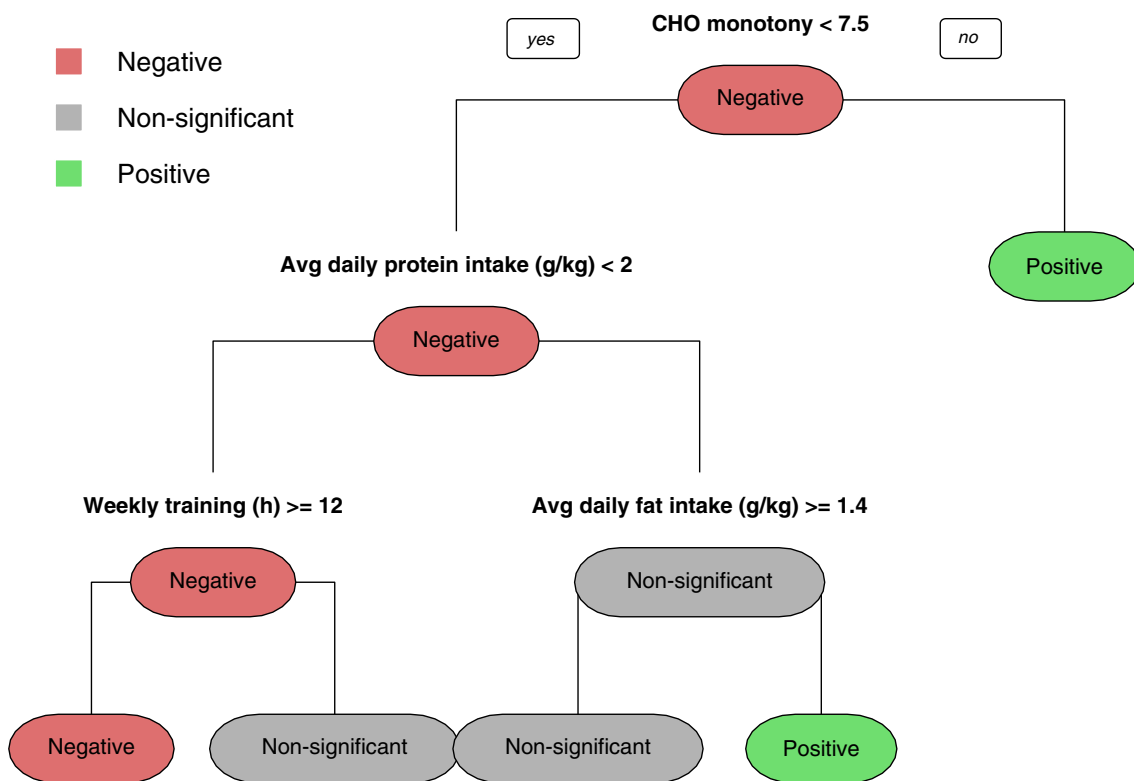 CHO monotony < 7.5
yes
no
Negative
Non-significant
Positive
Negative
Positive
Avg daily protein intake (g/kg) < 2
Negative
Weekly training (h) >= 12
Avg daily fat intake (g/kg) >= 1.4
Negative
Non-significant
Negative
Non-significant
Non-significant
Positive